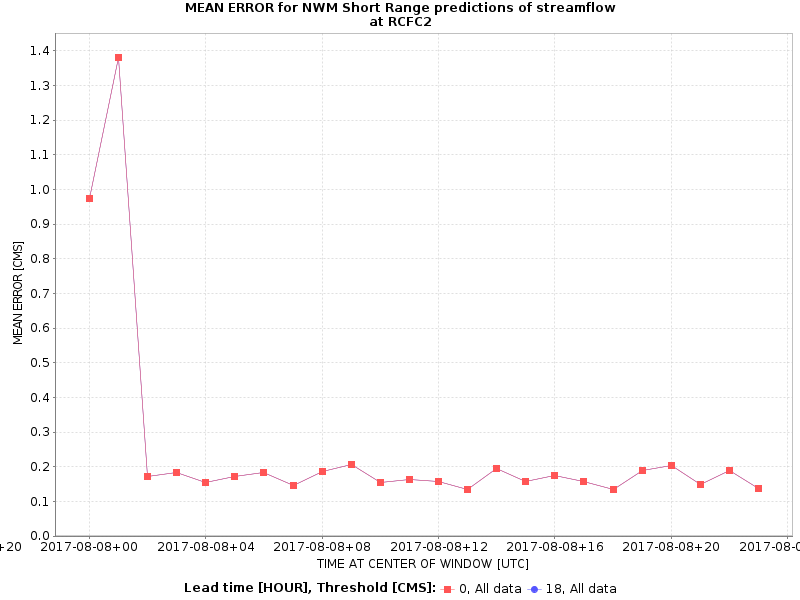 MEAN ERROR for NWM Short Range predictions of streamflow
at RCFC2
MEAN ERROR [CMS]
1.4
1.3
1.2
1.1
1.0
0.9
0.8
0.7
0.6
0.5
0.4
0.3
0.2
0.1
0.0
+20 2017-08-08+00 2017-08-08+04 2017-08-08+08 2017-08-08+12 2017-08-08+16 2017-08-08+20 2017-08-0
TIME AT CENTER OF WINDOW [UTC]
Lead time [HOUR], Threshold [CMS]: 0, All data 18, All data